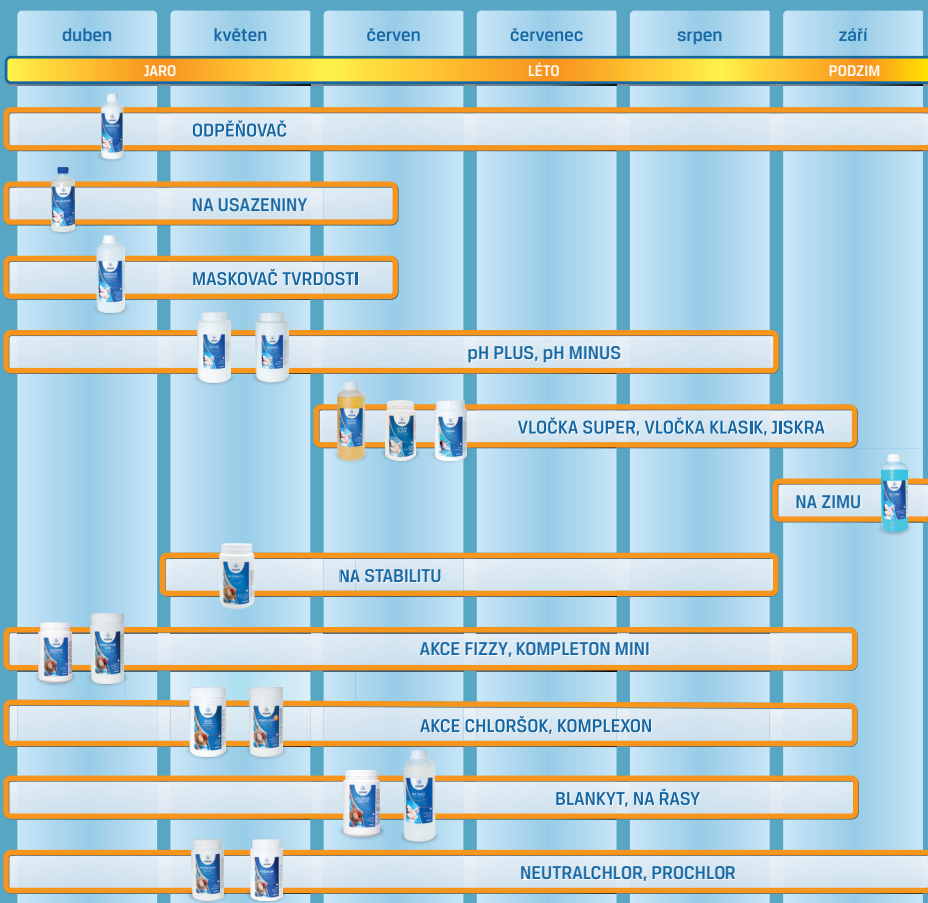 duben květen červen červenec srpen září
JARO LÉTO PODZIM
ODPĚŇOVAČ
NA USAZENINY
MASKOVAČ TVRDOSTI
pH PLUS, pH MINUS
VLOČKA SUPER, VLOČKA KLASIK, JISKRA
NA ZIMU
NA STABILITU
AKCE FIZZY, KOMPLETON MINI
AKCE CHLORŠOK, KOMPLEXON
BLANKYT, NA ŘASY
NEUTRALCHLOR, PROCHLOR